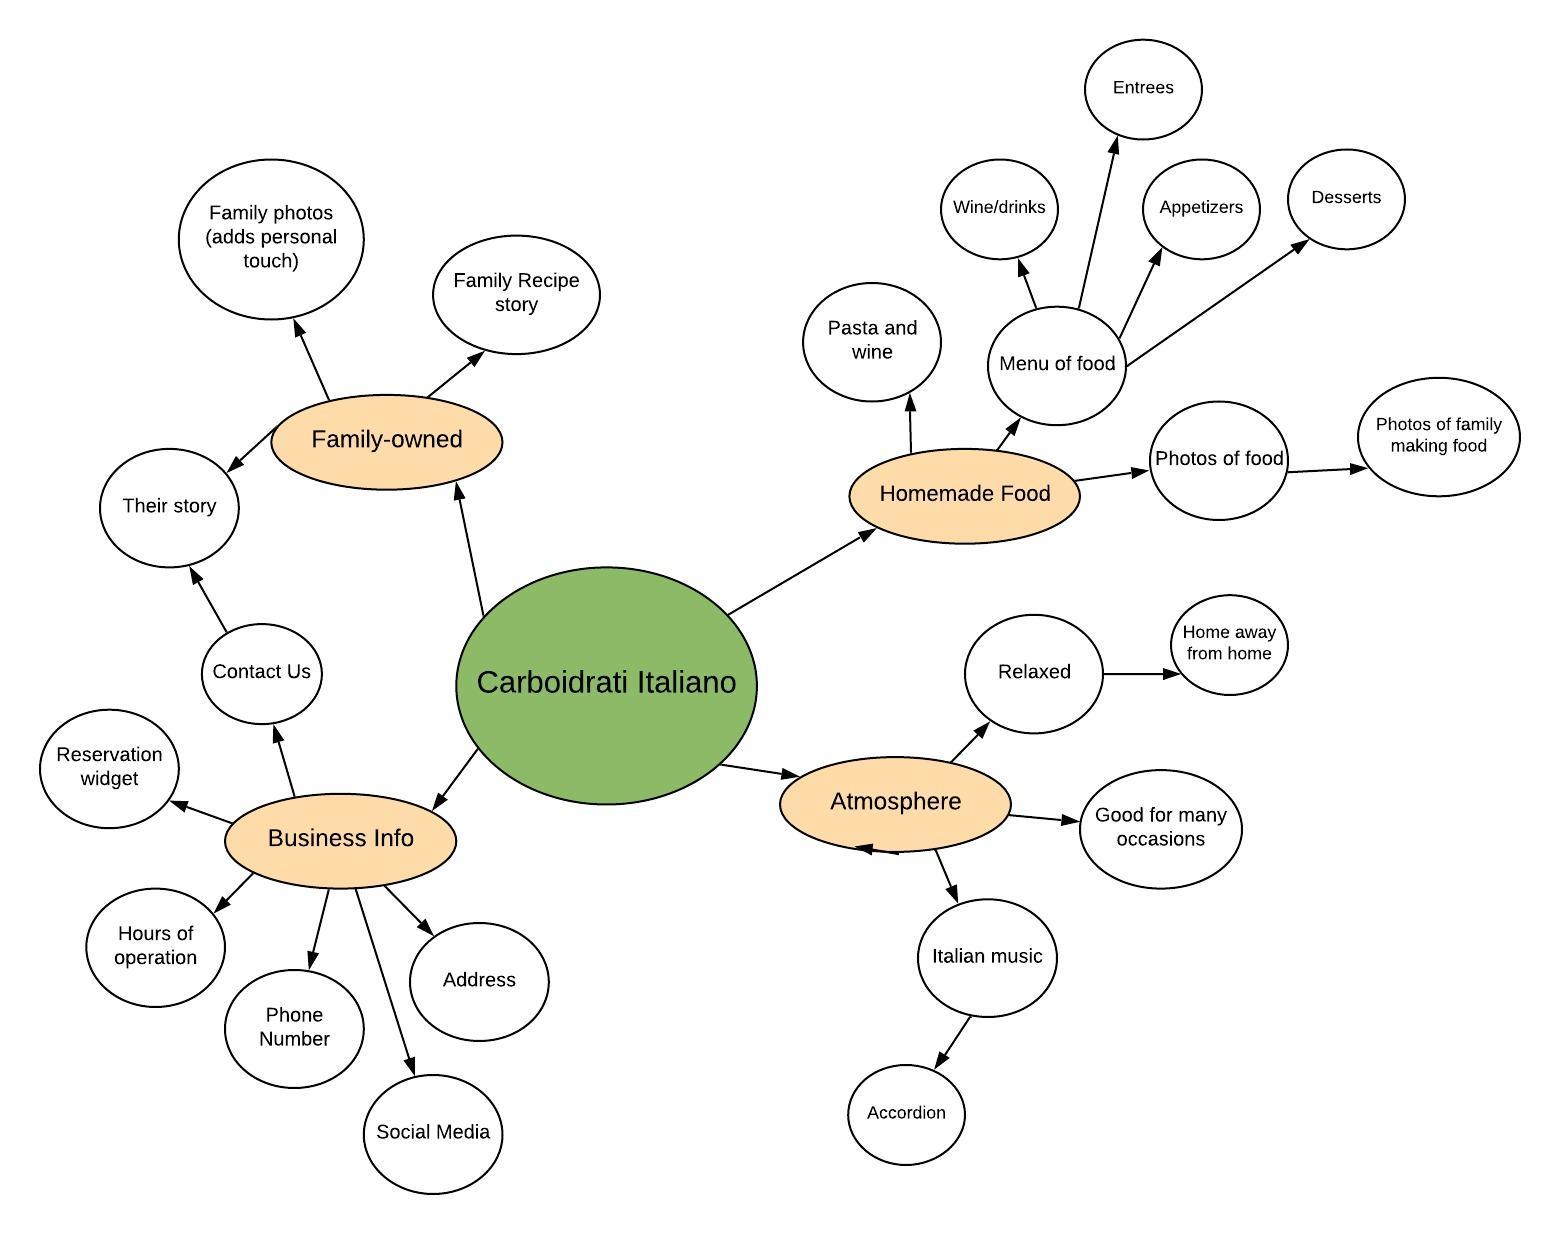 Entrees
Wine/drinks
Appetizers
Desserts
Family photos
(adds personal
touch)
Family Recipe
story
Pasta and
wine
Menu of food
Family-owned
Photos of food
Photos of family
making food
Homemade Food
Their story
Contact Us
Carboidrati Italiano
Relaxed
Home away
from home
Reservation
widget
Business Info
Atmosphere
Good for many
occasions
Hours of
operation
Phone
Number
Address
Italian music
Social Media
Accordion